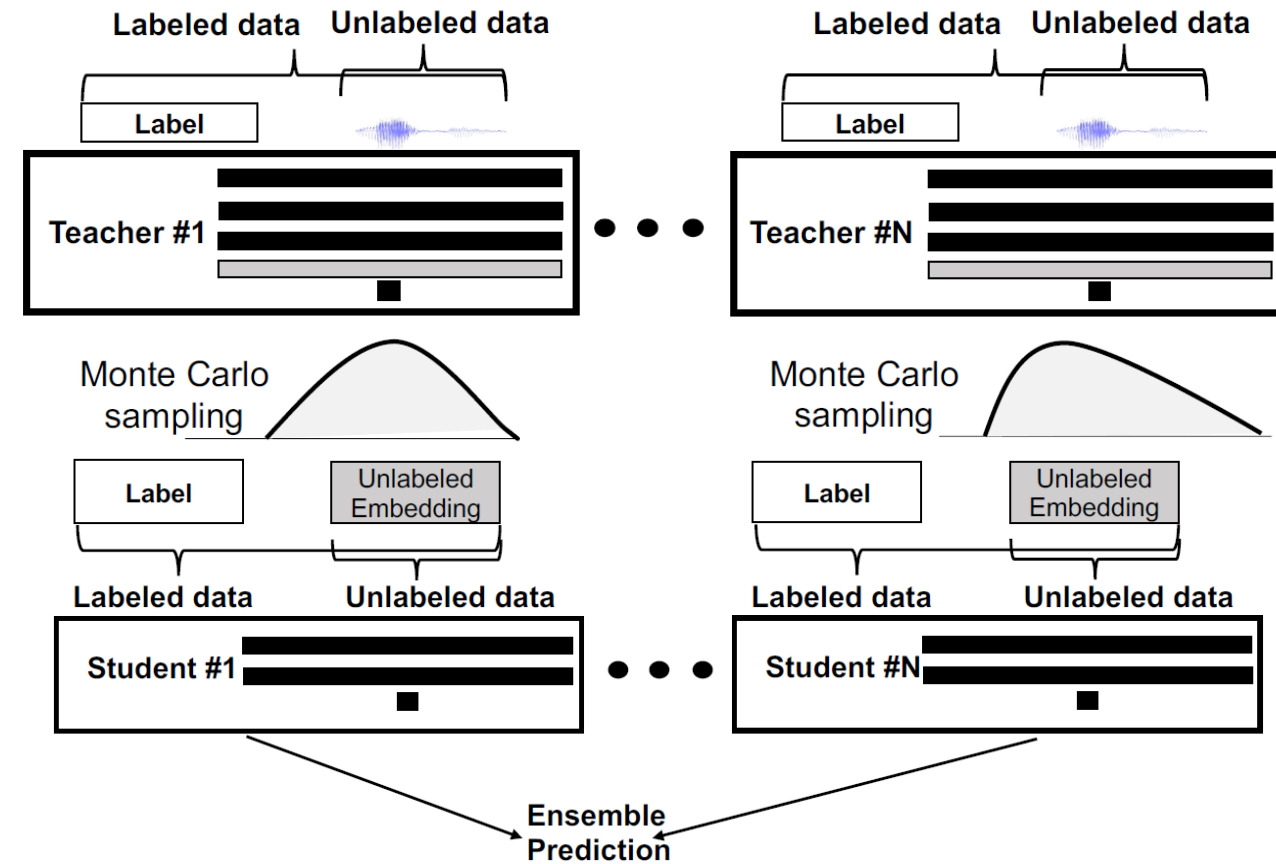 Labeled data Unlabeled data
Label
Teacher #1
Monte Carlo
sampling
Label
Unlabeled
Embedding
Labeled data Unlabeled data
Student #1
Labeled data Unlabeled data
Label
Teacher #N
Monte Carlo
sampling
Label
Unlabeled
Embedding
Labeled data Unlabeled data
Student #N
Ensemble
Prediction